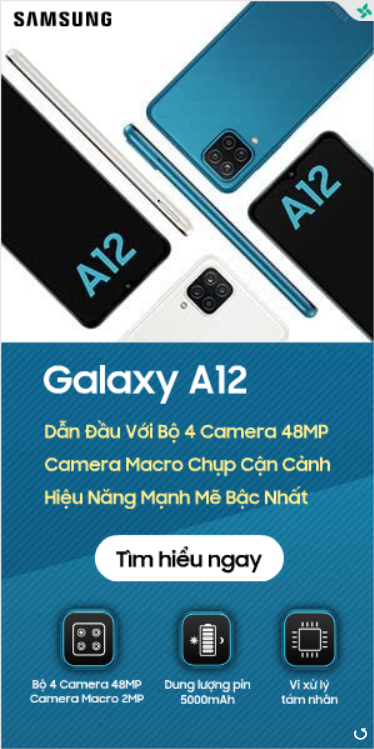 SAMSUNG
A12
A12
Galaxy A12
Dẫn Đầu Với Bộ 4 Camera 48MP
Camera Macro Chụp Cận Cảnh
Hiệu Năng Mạnh Mẽ Bậc Nhất
Tìm hiểu ngay
Bộ 4 Camera 48MP
Camera Macro 2MP
Dung lượng pin
5000mAh
Vi xử lý
tám nhân